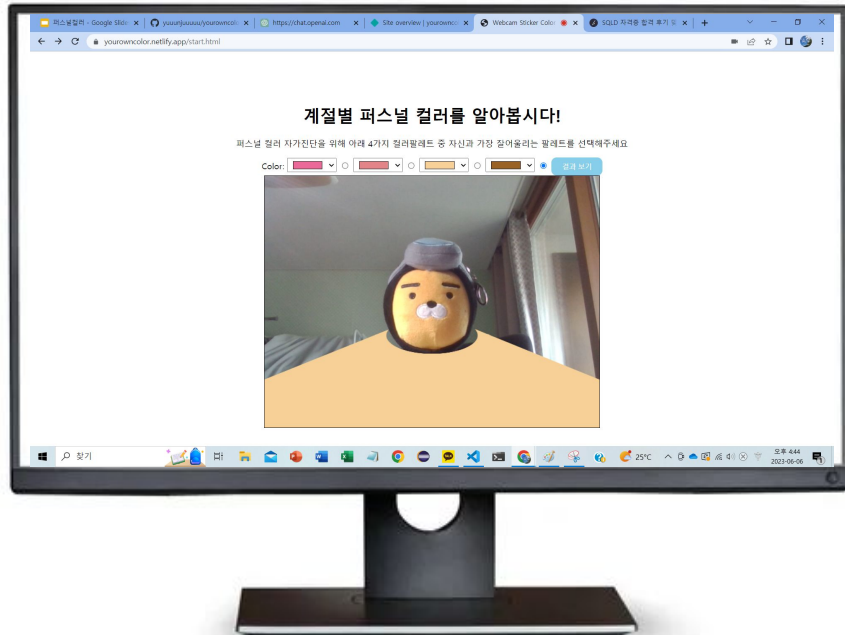 퍼스널컬러 - Google Slides
yuuunjuuuuu/yourowncolo
https://chat.openai.com
Site overview | yourownco
Webcam Sticker Color
SQLD 자격증 합격 후기 및
yourowncolor.netlify.app/start.html
계절별 퍼스널 컬러를 알아봅시다!
퍼스널 컬러 자가진단을 위해 아래 4가지 컬러팔레트 중 자신과 가장 잘어울리는 팔레트를 선택해주세요
Color:
결과 보기
찾기
25°C
오후 4:44
2023-06-06